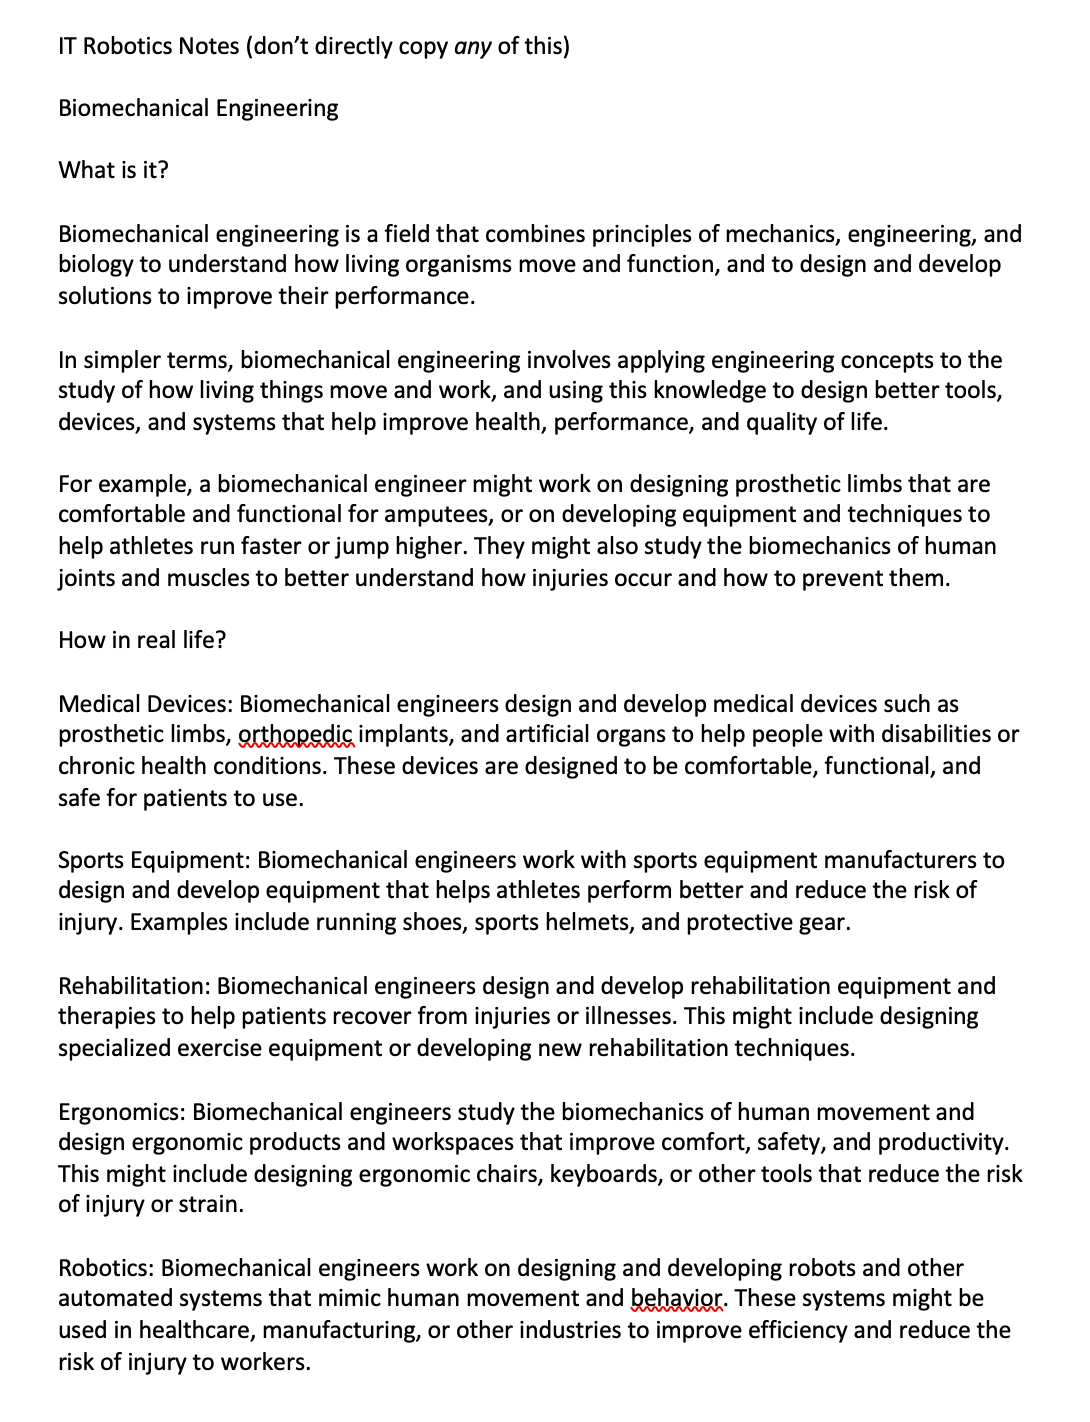 IT Robotics Notes (don’t directly copy any of this)
Biomechanical Engineering
What is it?
Biomechanical engineering is a field that combines principles of mechanics, engineering, and
biology to understand how living organisms move and function, and to design and develop
solutions to improve their performance.
In simpler terms, biomechanical engineering involves applying engineering concepts to the
study of how living things move and work, and using this knowledge to design better tools,
devices, and systems that help improve health, performance, and quality of life.
For example, a biomechanical engineer might work on designing prosthetic limbs that are
comfortable and functional for amputees, or on developing equipment and techniques to
help athletes run faster or jump higher. They might also study the biomechanics of human
joints and muscles to better understand how injuries occur and how to prevent them.
How in real life?
Medical Devices: Biomechanical engineers design and develop medical devices such as
prosthetic limbs, orthopedic implants, and artificial organs to help people with disabilities or
chronic health conditions. These devices are designed to be comfortable, functional, and
safe for patients to use.
Sports Equipment: Biomechanical engineers work with sports equipment manufacturers to
design and develop equipment that helps athletes perform better and reduce the risk of
injury. Examples include running shoes, sports helmets, and protective gear.
Rehabilitation: Biomechanical engineers design and develop rehabilitation equipment and
therapies to help patients recover from injuries or illnesses. This might include designing
specialized exercise equipment or developing new rehabilitation techniques.
Ergonomics: Biomechanical engineers study the biomechanics of human movement and
design ergonomic products and workspaces that improve comfort, safety, and productivity.
This might include designing ergonomic chairs, keyboards, or other tools that reduce the risk
of injury or strain.
Robotics: Biomechanical engineers work on designing and developing robots and other
automated systems that mimic human movement and behavior. These systems might be
used in healthcare, manufacturing, or other industries to improve efficiency and reduce the
risk of injury to workers.